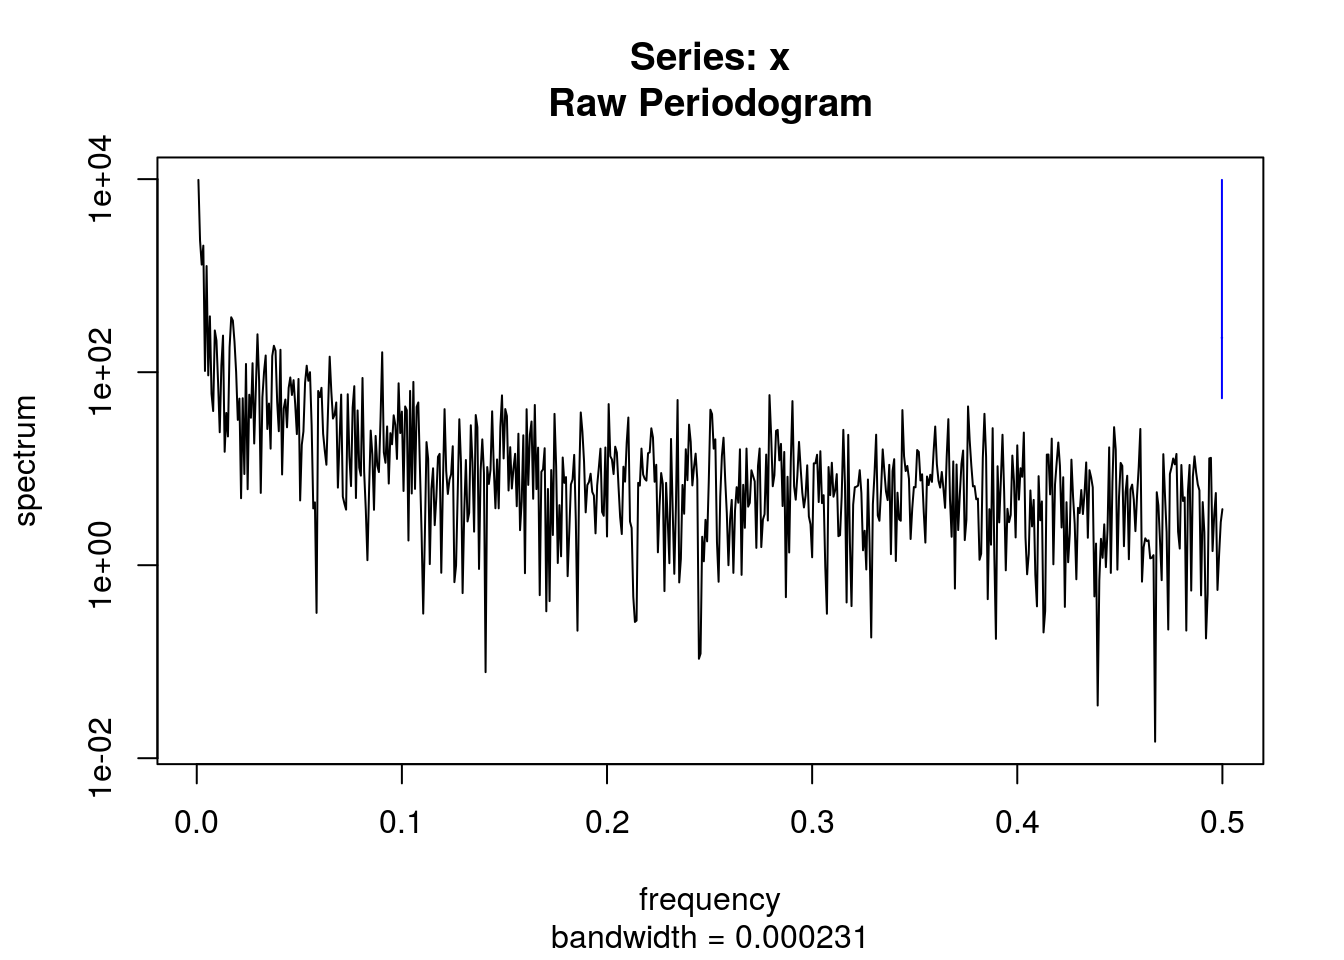 Series: x
Raw Periodogram
spectrum
1e+04
1e+02
1e+00
1e-02
0.0 0.1 0.2 0.3 0.4 0.5
frequency
bandwidth = 0.000231